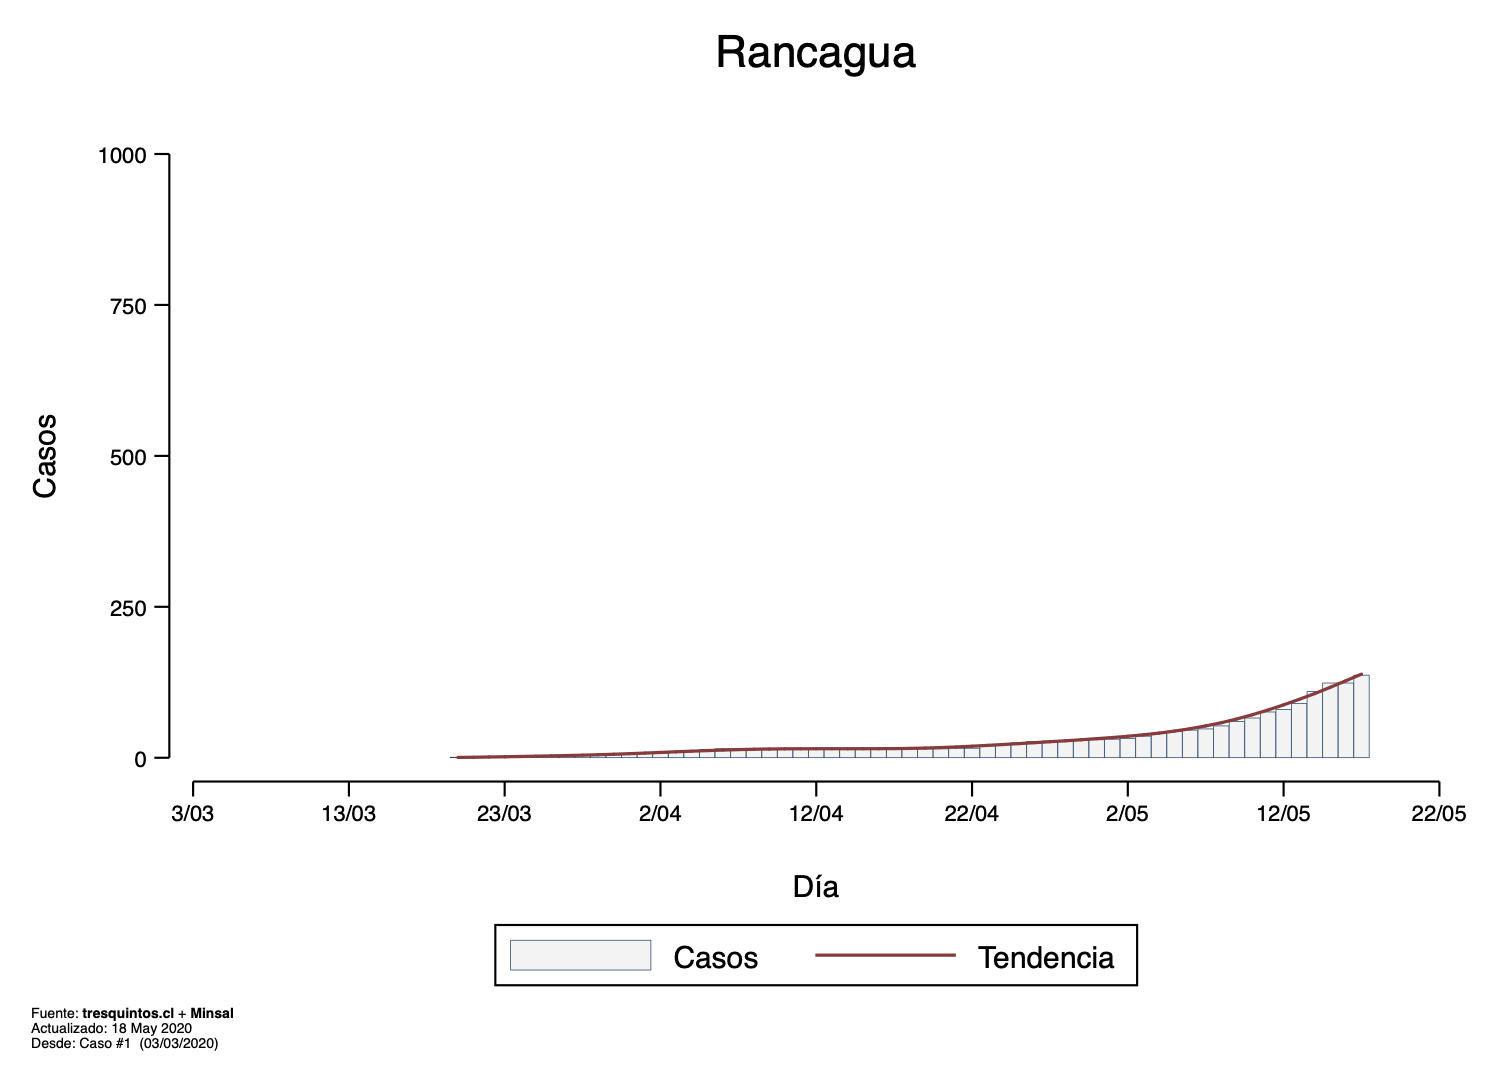 Rancagua
Casos
1000
750
500
250
0
3/03 13/03 23/03 2/04 12/04 22/04 2/05 12/05 22/05
Día
Casos Tendencia
Fuente: tresquintos.cl + Minsal
Actualizado: 18 May 2020
Desde: Caso #1 (03/03/2020)